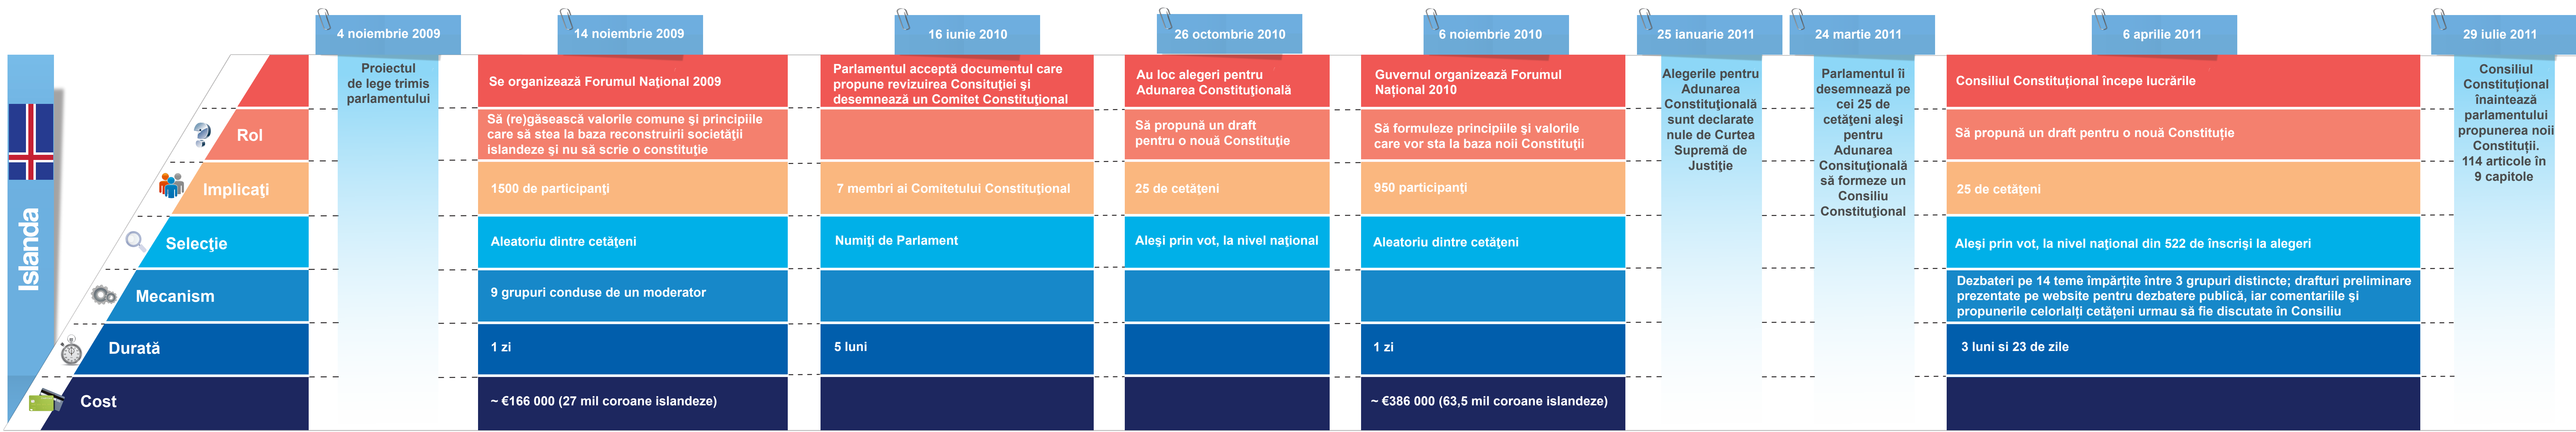 Islanda
Rol
Implicaţi
Selecţie
Mecanism
Durată
Cost
4 noiembrie 2009
Proiectul
de lege trimis
parlamentului
14 noiembrie 2009
Se organizează Forumul Naţional 2009
Să (re)găsească valorile comune şi principiile
care să stea la baza reconstruirii societăţii
islandeze şi nu să scrie o constituţie
1500 de participanţi
Aleatoriu dintre cetăţeni
9 grupuri conduse de un moderator
1 zi
~ €166 000 (27 mil coroane islandeze)
16 iunie 2010
Parlamentul acceptă documentul care
propune revizuirea Consituţiei şi
desemnează un Comitet Constituţional
7 membri ai Comitetului Constituţional
Numiţi de Parlament
5 luni
26 octombrie 2010
Au loc alegeri pentru
Adunarea Constituţională
Să propună un draft
pentru o nouă Constituţie
25 de cetăţeni
Aleşi prin vot, la nivel naţional
6 noiembrie 2010
Guvernul organizează Forumul
Național 2010
Să formuleze principiile şi valorile
care vor sta la baza noii Constituţii
950 participanţi
Aleatoriu dintre cetăţeni
1 zi
~ €386 000 (63,5 mil coroane islandeze)
25 ianuarie 2011
Alegerile pentru
Adunarea
Constituţională
sunt declarate
nule de Curtea
Supremă de
Justiţie
24 martie 2011
Parlamentul îi
desemnează pe
cei 25 de
cetăţeni aleşi
pentru
Adunarea
Consituţională
să formeze un
Consiliu
Constituţional
6 aprilie 2011
Consiliul Constituțional începe lucrările
Să propună un draft pentru o nouă Constituție
25 de cetăţeni
Aleşi prin vot, la nivel naţional din 522 de înscrişi la alegeri
Dezbateri pe 14 teme împărțite între 3 grupuri distincte; drafturi preliminare
prezentate pe website pentru dezbatere publică, iar comentariile şi
propunerile celorlalţi cetățeni urmau să fie discutate în Consiliu
3 luni si 23 de zile
29 iulie 2011
Consiliul
Constituțional
înaintează
parlamentului
propunerea noii
Constituții.
114 articole în
9 capitole